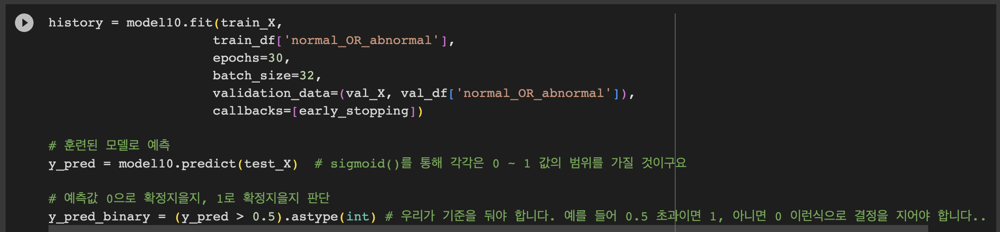 history = model10.fit(train_X,
train_df['normal_OR_abnormal'],
epochs=30,
batch_size=32,
validation_data=(val_X, val_df['normal_OR_abnormal']),
callbacks=[early_stopping])
# 훈련된 모델로 예측
y_pred = model10.predict(test_X)  # sigmoid()를 통해 각각은 0 ~ 1 값의 범위를 가질 것이구요
# 예측값 0으로 확정지을지, 1로 확정지을지 판단
y_pred_binary = (y_pred > 0.5).astype(int) # 우리가 기준을 둬야 합니다. 예를 들어 0.5 초과이면 1, 아니면 0 이런식으로 결정을 지어야 합니다..